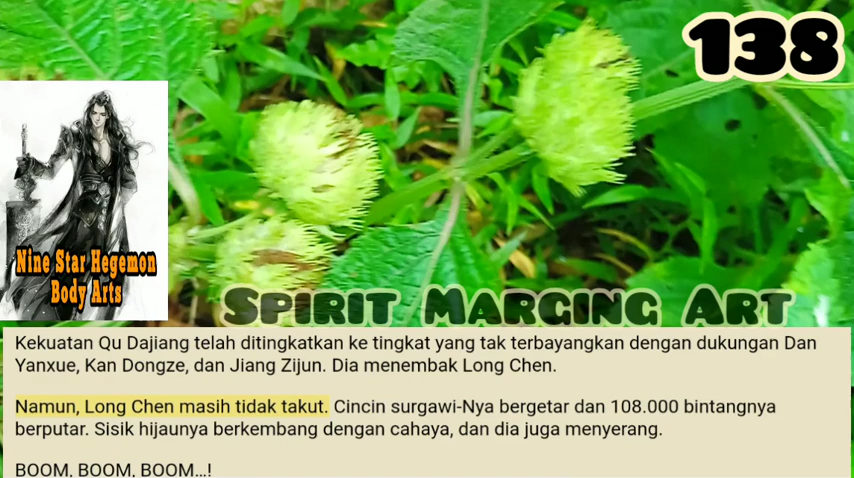 138
Nine Star Hegemon
Body Arts
Spirit Marging Art
Kekuatan Qu Dajiang telah ditingkatkan ke tingkat yang tak terbayangkan dengan dukungan Dan
Yanxue, Kan Dongze, dan Jiang Zijun. Dia menembak Long Chen.
Namun, Long Chen masih tidak takut. Cincin surgawi-Nya bergetar dan 108.000 bintangnya
berputar. Sisik hijaunya berkembang dengan cahaya, dan dia juga menyerang.
BOOM, BOOM, BOOM...!